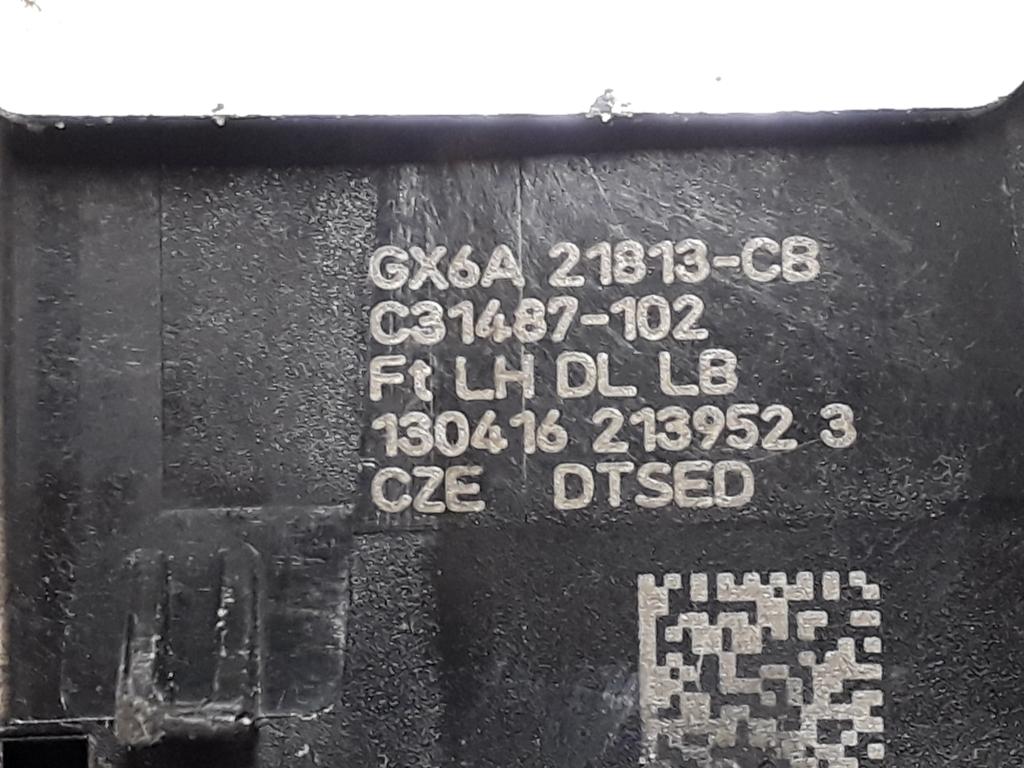 GX6A 21813-CB
C31487-102
Ft LH DL LB
130416 213952 3
CZE DTSED